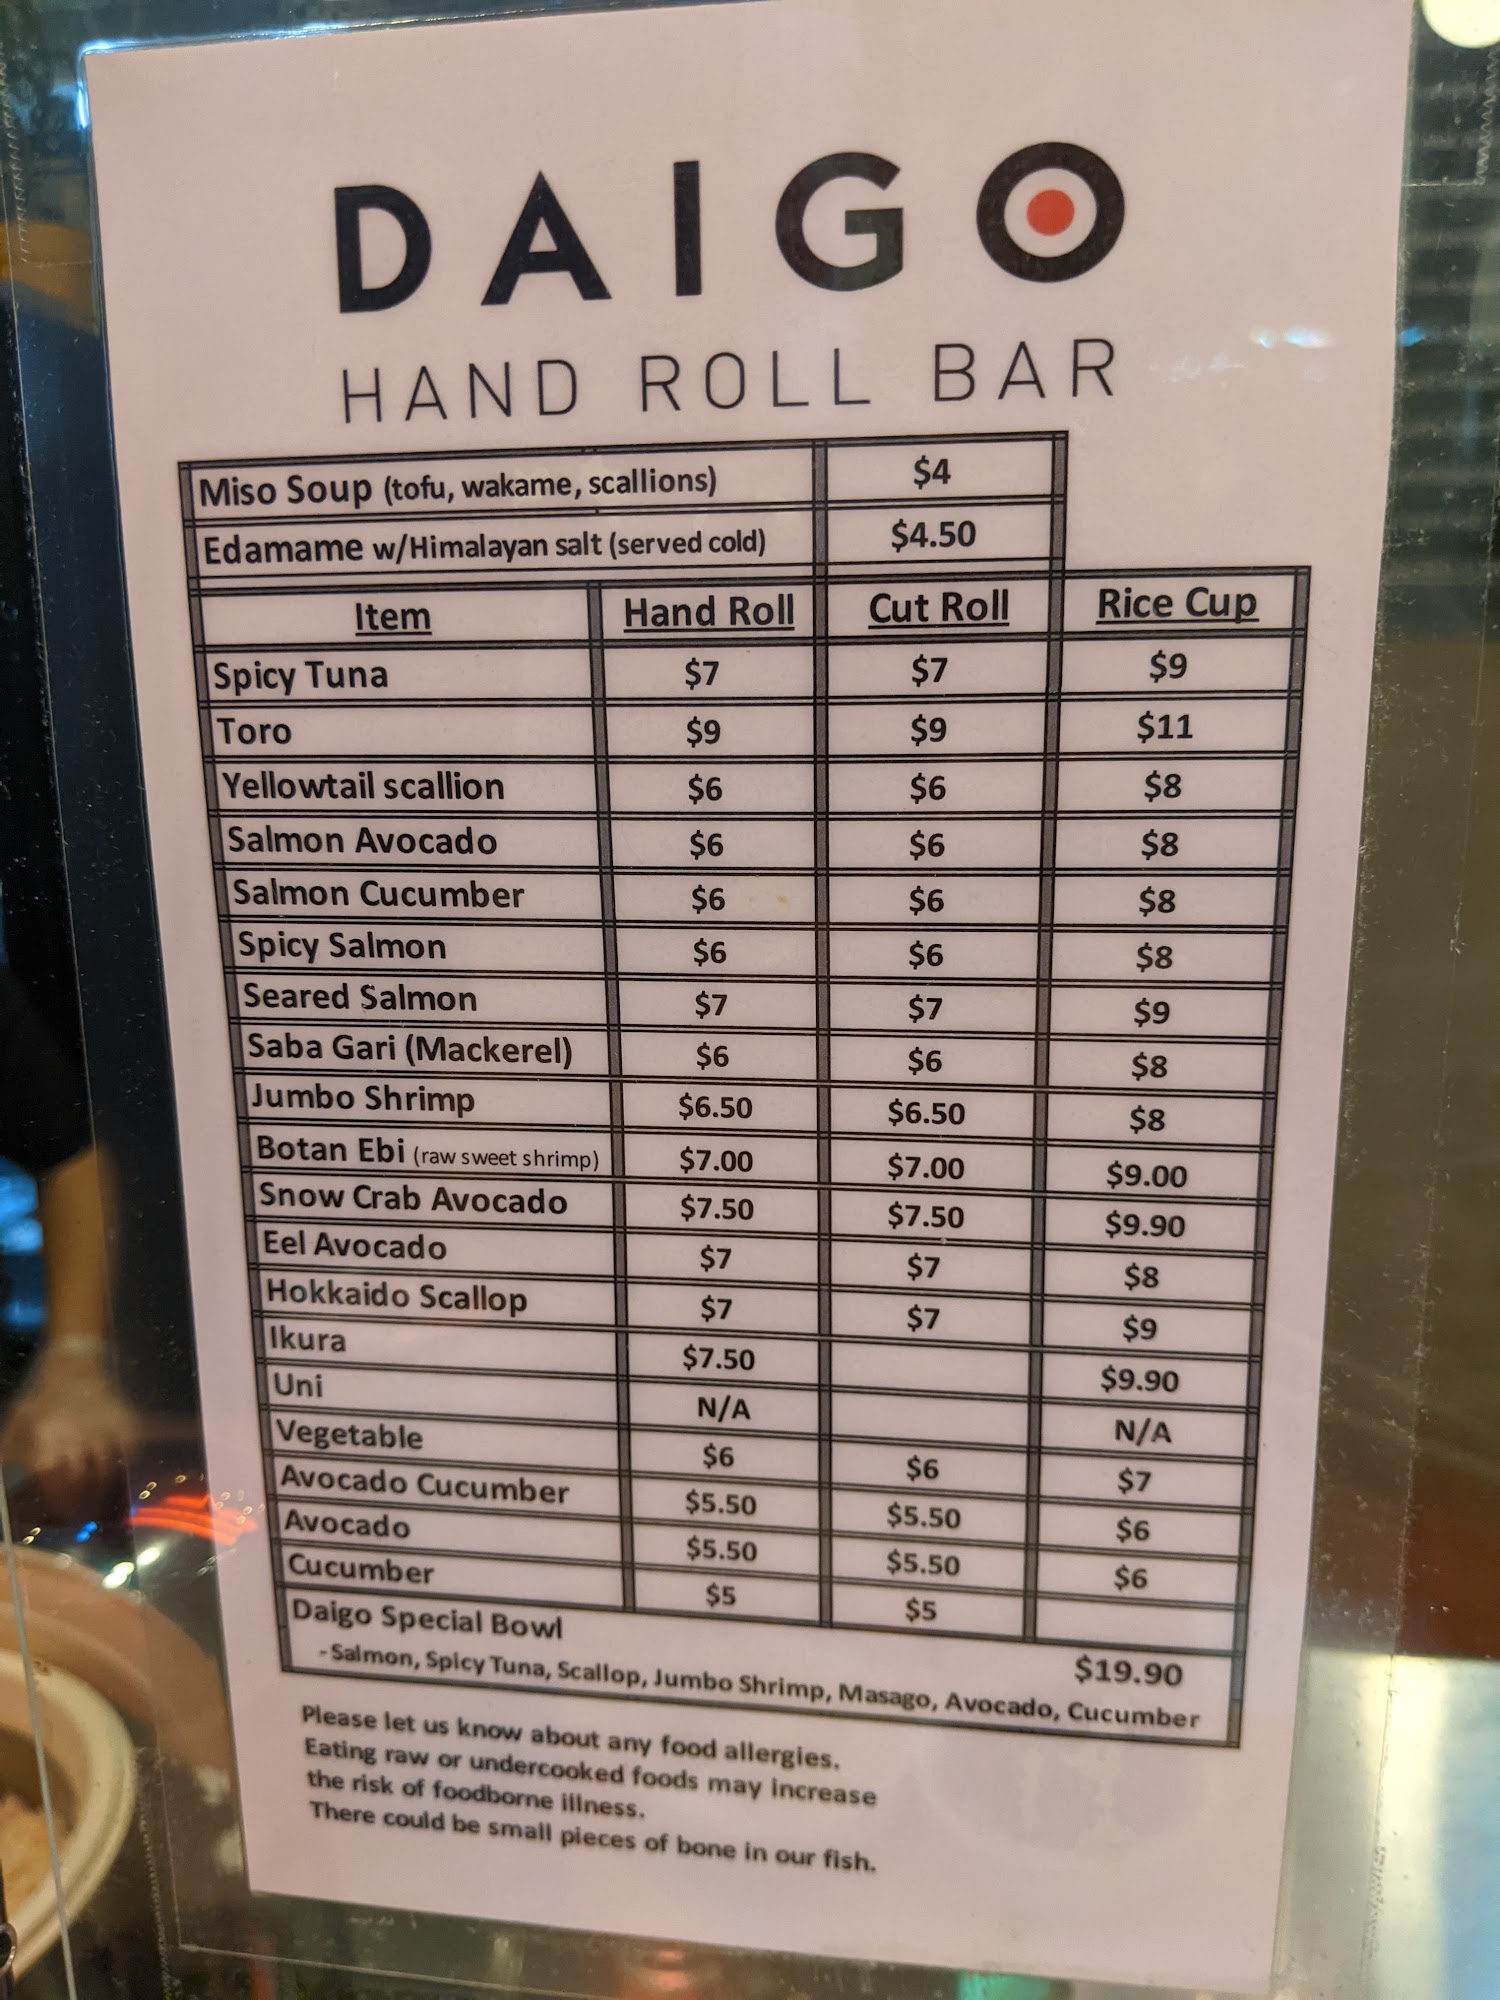 DAIGO
HAND ROLL BAR
Miso Soup (tofu, wakame, scallions) $4
Edamame w/Himalayan salt (served cold) $4.50
Item Hand Roll Cut Roll Rice Cup
Spicy Tuna $7 $7 $9
Toro $9 $9 $11
Yellowtail scallion $6 $6 $8
Salmon Avocado $6 $6 $8
Salmon Cucumber $6 $6 $8
Spicy Salmon $6 $6 $8
Seared Salmon $7 $7 $9
Saba Gari (Mackerel) $6 $6 $8
Jumbo Shrimp $6.50 $6.50 $8
Botan Ebi (raw sweet shrimp) $7.00 $7.00 $9.00
Snow Crab Avocado $7.50 $7.50 $9.90
Eel Avocado $7 $7 $8
Hokkaido Scallop $7 $7 $9
Ikura $7.50 $9.90
Uni N/A N/A
Vegetable $6 $6 $7
Avocado Cucumber $5.50 $5.50 $6
Avocado $5.50 $5.50 $6
Cucumber $5 $5
Daigo Special Bowl $19.90
- Salmon, Spicy Tuna, Scallop, Jumbo Shrimp, Masago, Avocado, Cucumber
Please let us know about any food allergies.
Eating raw or undercooked foods may increase
the risk of foodborne illness.
There could be small pieces of bone in our fish.